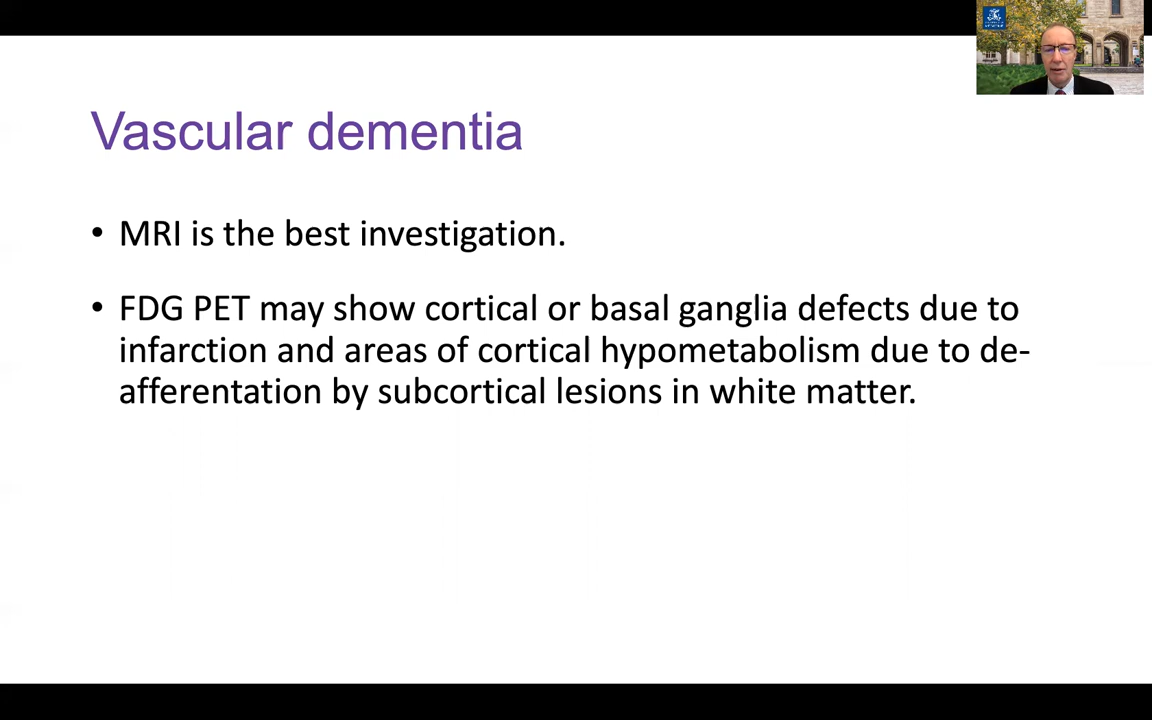 Vascular dementia
• MRI is the best investigation.
• FDG PET may show cortical or basal ganglia defects due to
infarction and areas of cortical hypometabolism due to de-
afferentation by subcortical lesions in white matter.